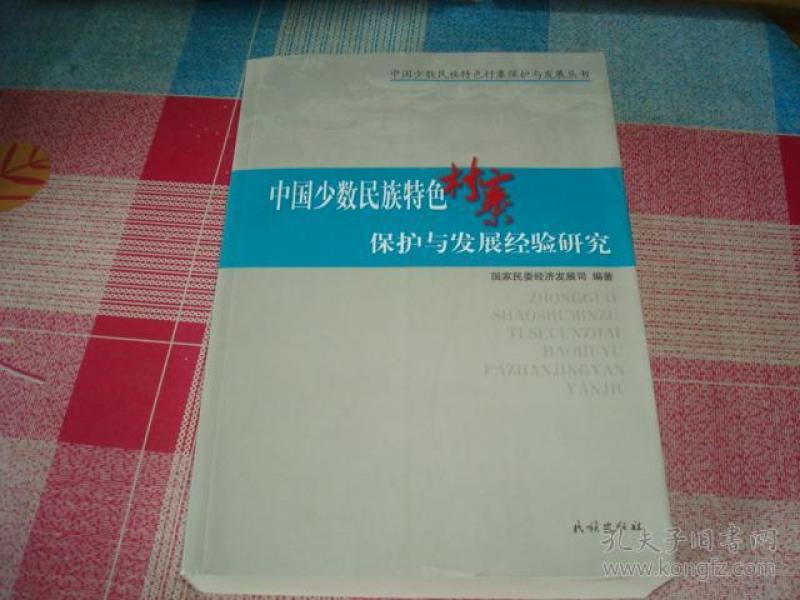 中国少数民族特色村寨保护与发展丛书
中国少数民族特色村寨
保护与发展经验研究
国家民委经济发展司 编著
ZHONGGUO
SHAOSHUMINZU
TESECUNZHAI
BAOHUYU
FAZHANJINGYAN
YANJIU
民族出版社
孔夫子旧书网
www.kongfz.com